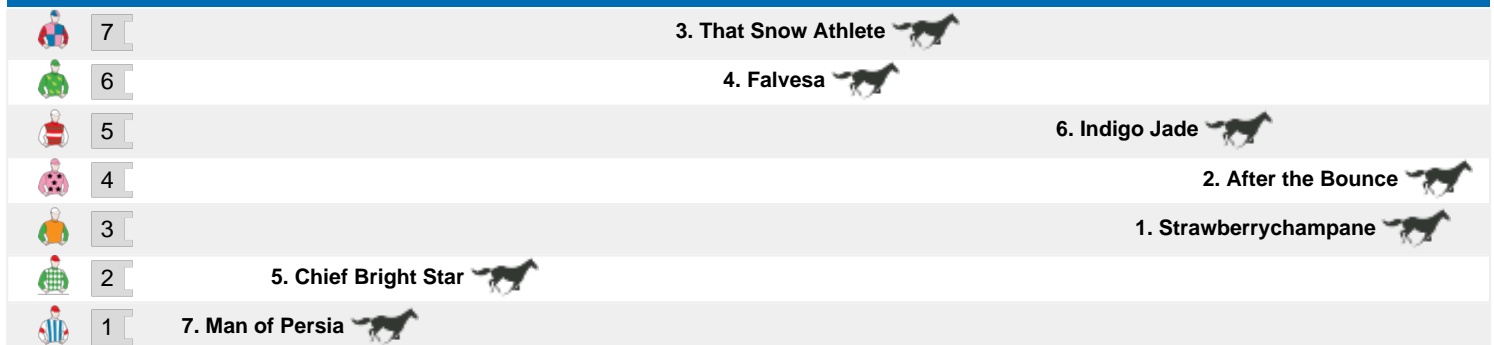 7 3. That Snow Athlete
6 4. Falvesa
5 6. Indigo Jade
4 2. After the Bounce
3 1. Strawberrychampane
2 5. Chief Bright Star
1 7. Man of Persia